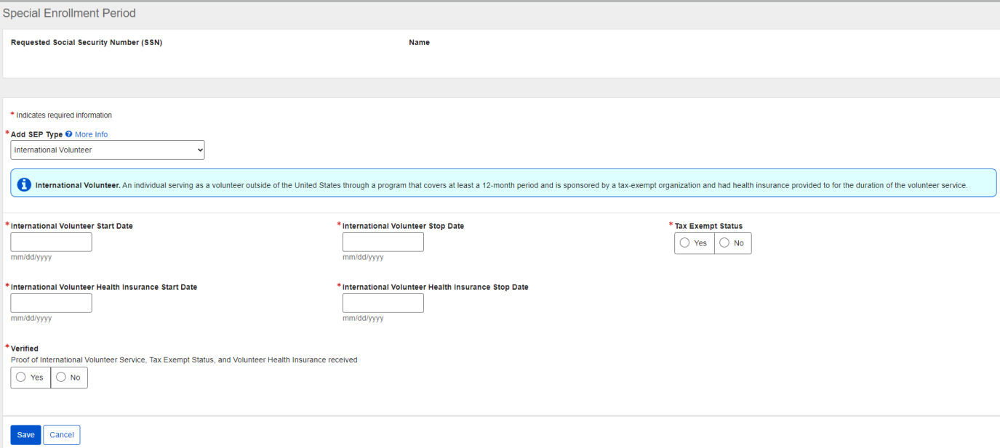 Special Enrollment Period
Requested Social Security Number (SSN) Name
* Indicates required information
* Add SEP Type ? More Info
International Volunteer
i International Volunteer. An individual serving as a volunteer outside of the United States through a program that covers at least a 12-month period and is sponsored by a tax-exempt organization and had health insurance provided to for the duration of the volunteer service.
* International Volunteer Start Date * International Volunteer Stop Date * Tax Exempt Status
Yes No
mm/dd/yyyy mm/dd/yyyy
* International Volunteer Health Insurance Start Date * International Volunteer Health Insurance Stop Date
mm/dd/yyyy mm/dd/yyyy
* Verified
Proof of International Volunteer Service, Tax Exempt Status, and Volunteer Health Insurance received
Yes No
Save Cancel